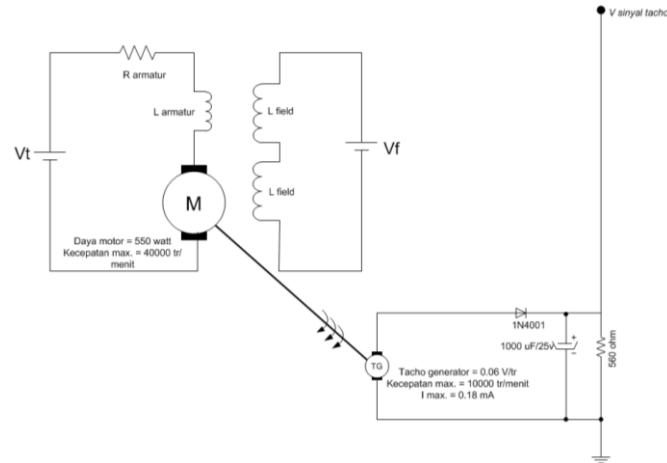 V sinyal tacho
R armatur
L armatur
L field
Vt
Vf
L field
M
Daya motor = 550 watt
Kecepatan max. = 40000 tr/
menit
1N4001
1000 uF/25v
+
-
560 ohm
TG
Tacho generator = 0.06 V/tr
Kecepatan max. = 10000 tr/menit
I max. = 0.18 mA